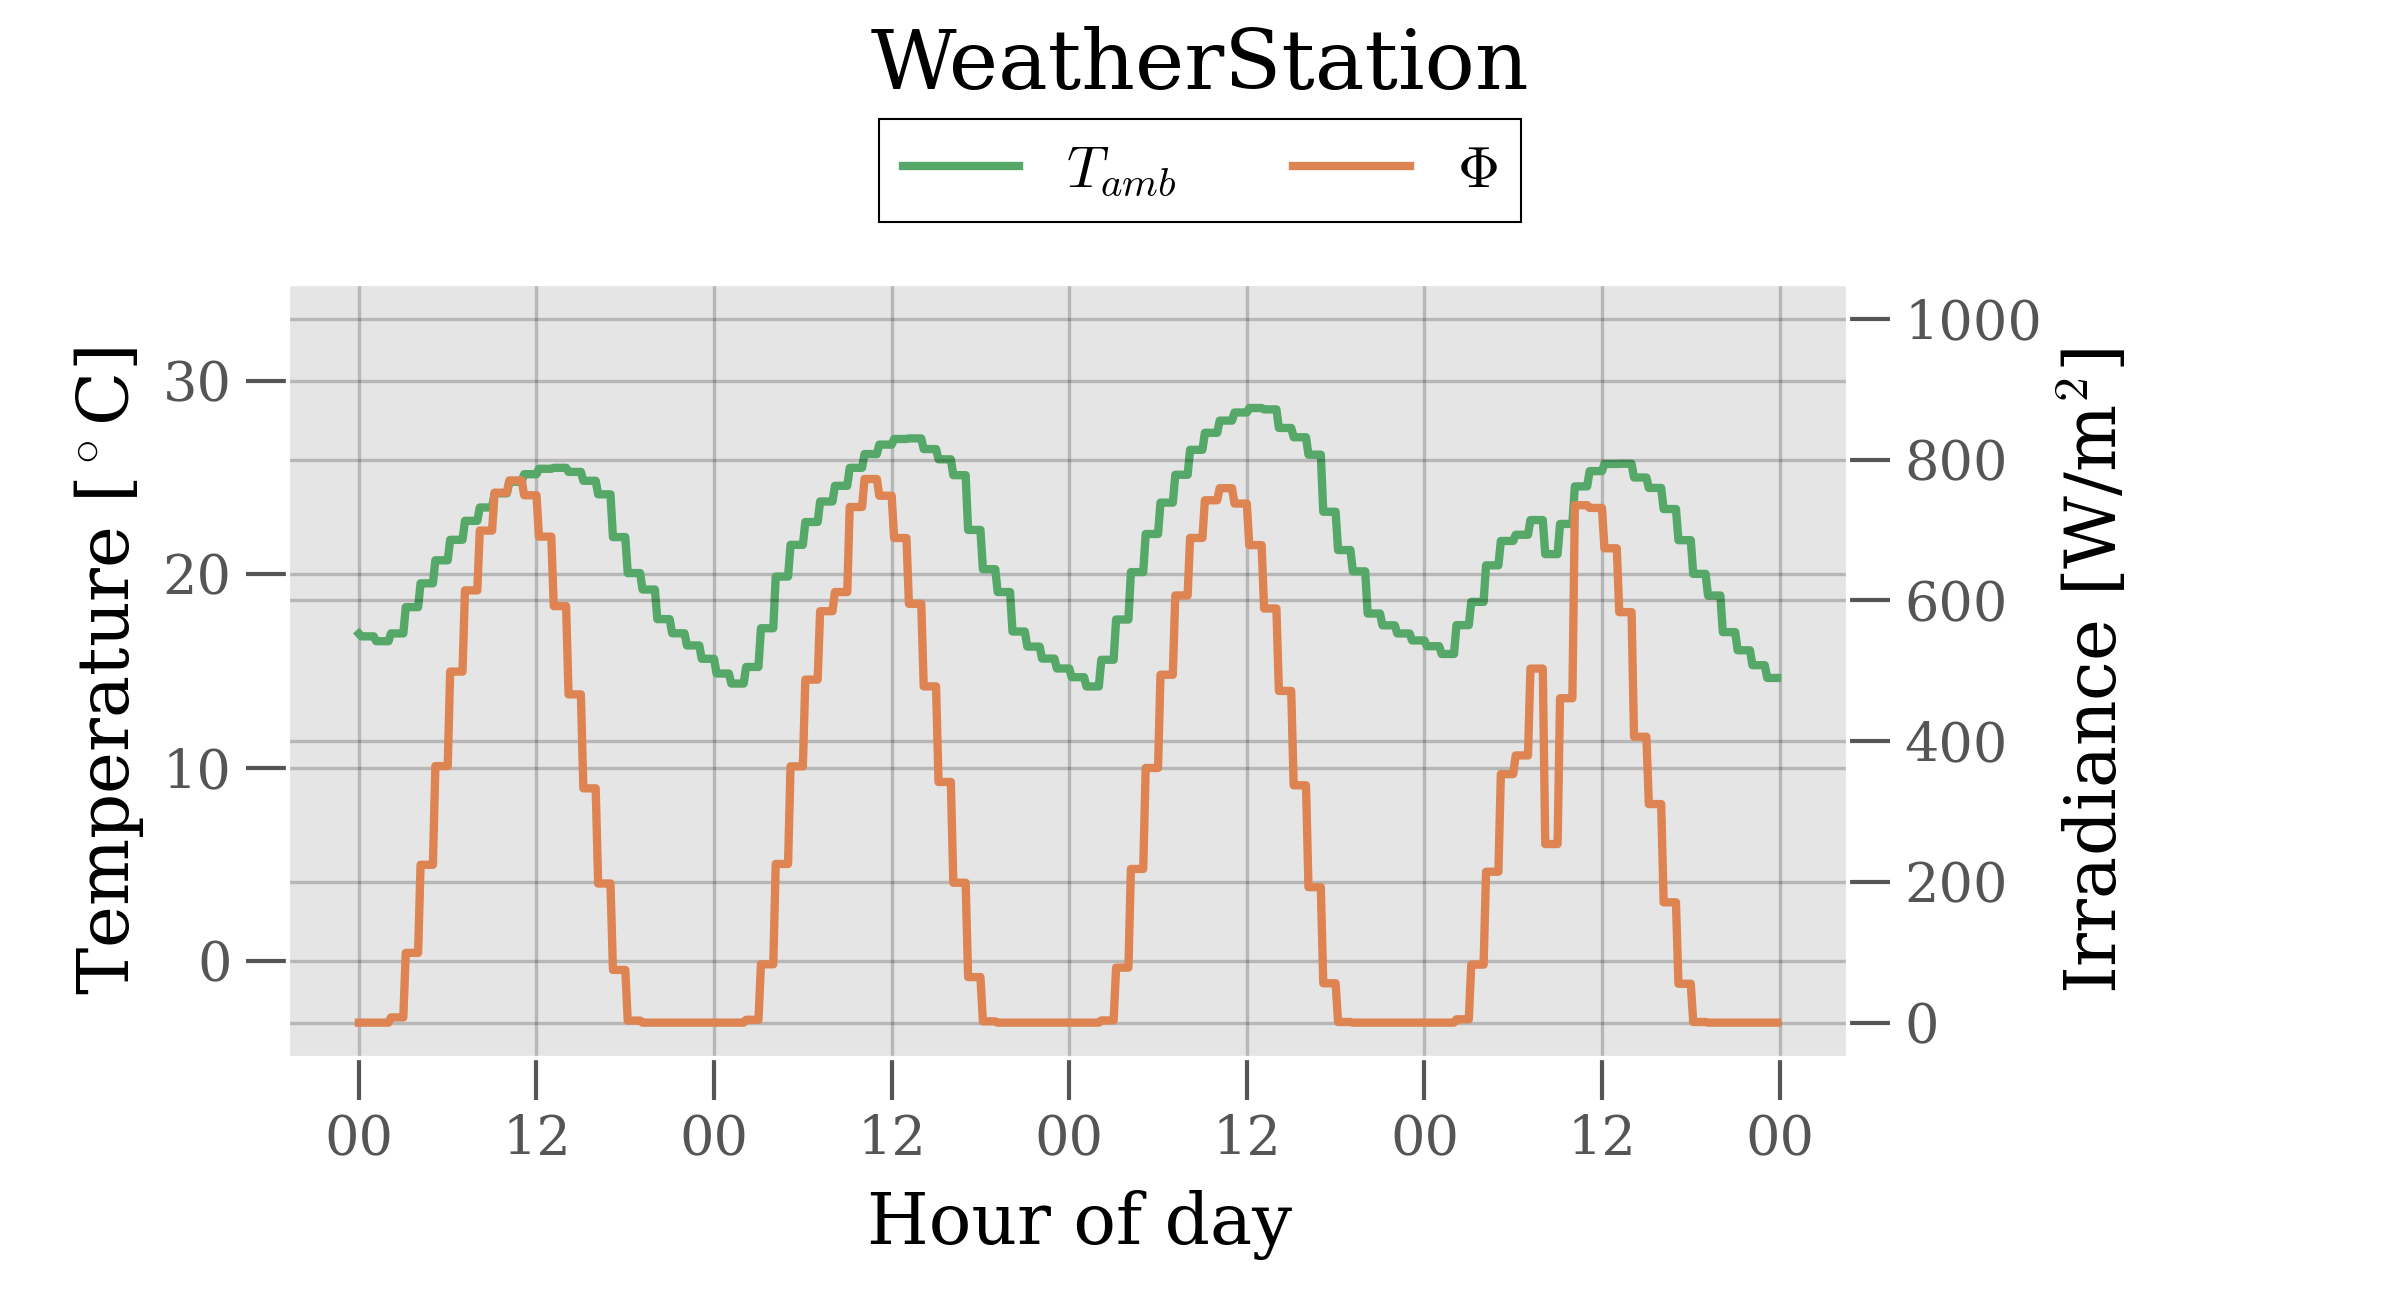 WeatherStation
T_amb Φ
Temperature [°C]
30
20
10
0
1000
800
600
400
200
0
Irradiance [W/m²]
00 12 00 12 00 12 00 12 00
Hour of day